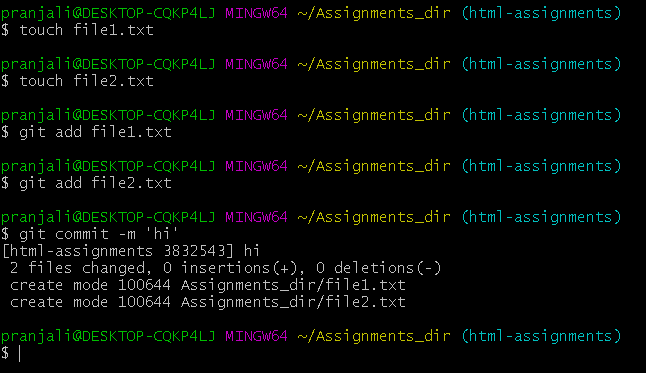 pranjali@DESKTOP-CQKP4LJ MINGW64 ~/Assignments_dir (html-assignments)
$ touch file1.txt
pranjali@DESKTOP-CQKP4LJ MINGW64 ~/Assignments_dir (html-assignments)
$ touch file2.txt
pranjali@DESKTOP-CQKP4LJ MINGW64 ~/Assignments_dir (html-assignments)
$ git add file1.txt
pranjali@DESKTOP-CQKP4LJ MINGW64 ~/Assignments_dir (html-assignments)
$ git add file2.txt
pranjali@DESKTOP-CQKP4LJ MINGW64 ~/Assignments_dir (html-assignments)
$ git commit -m 'hi'
[html-assignments 3832543] hi
 2 files changed, 0 insertions(+), 0 deletions(-)
 create mode 100644 Assignments_dir/file1.txt
 create mode 100644 Assignments_dir/file2.txt
pranjali@DESKTOP-CQKP4LJ MINGW64 ~/Assignments_dir (html-assignments)
$